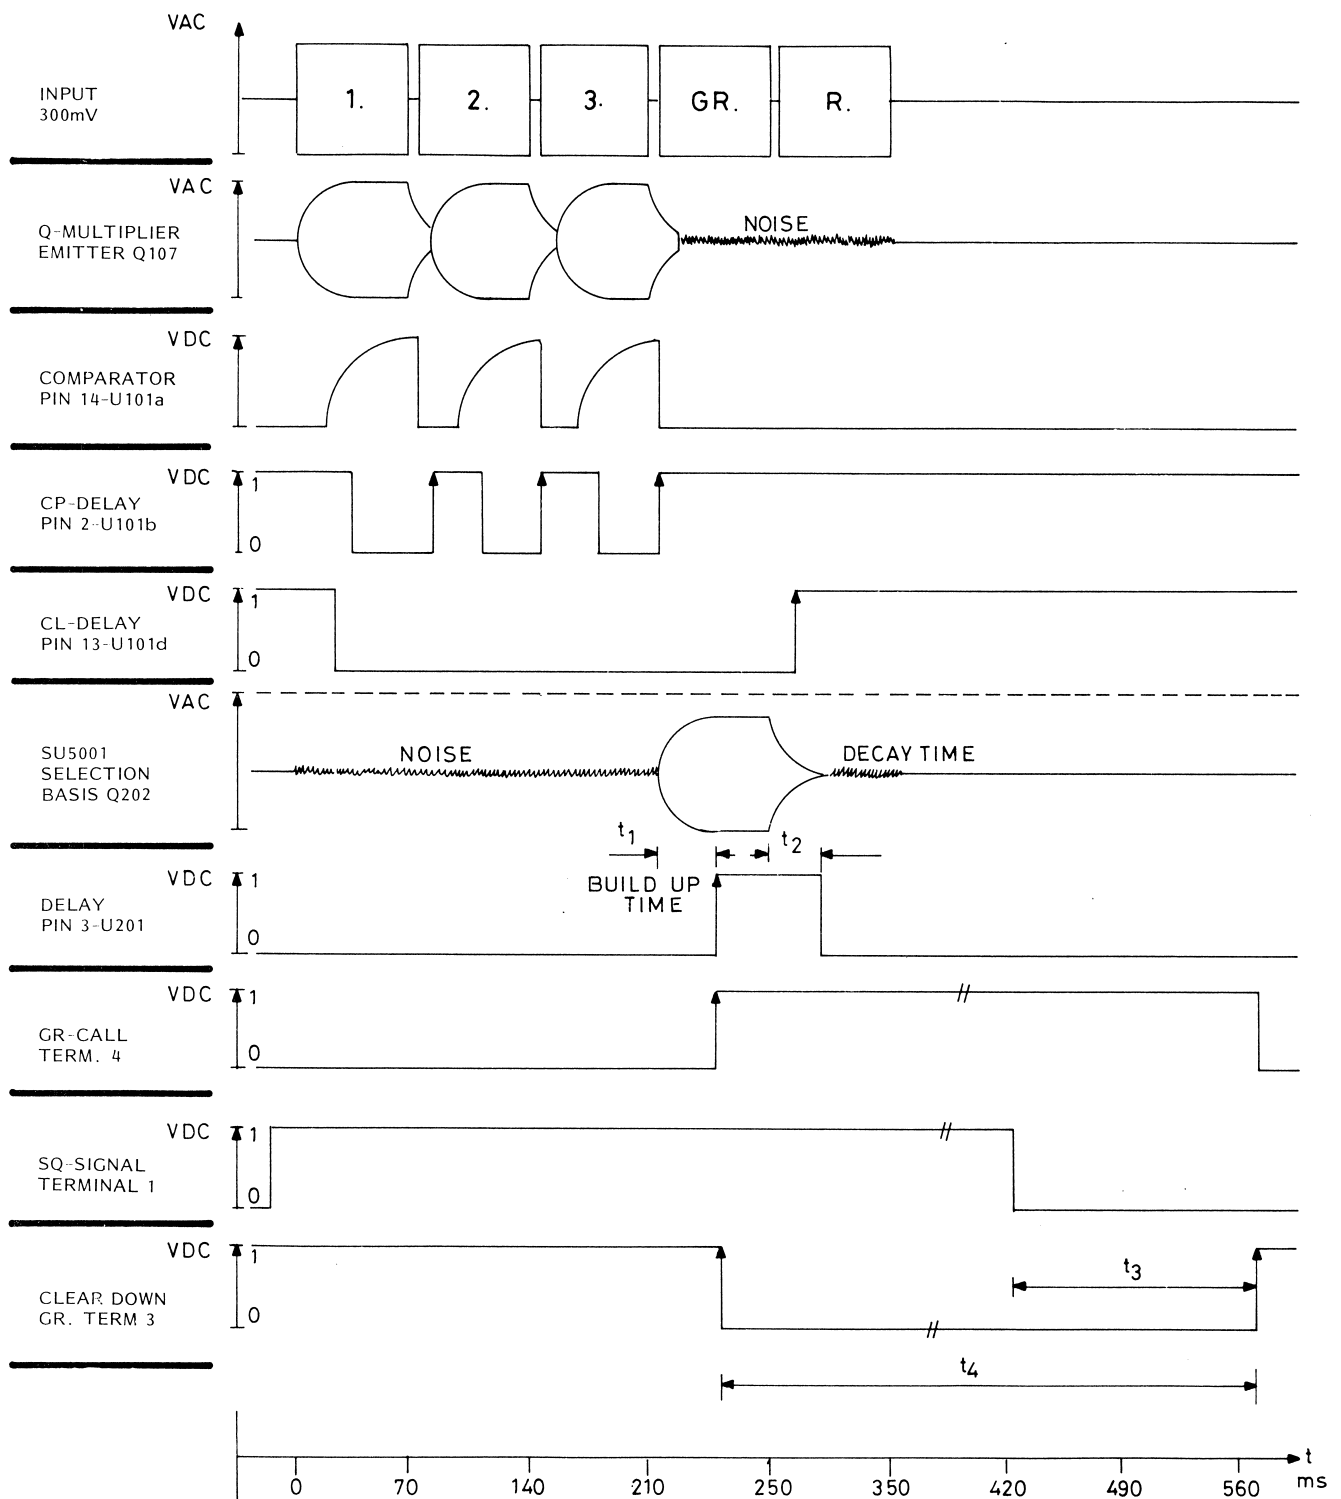 VAC
INPUT
300mV
1. 2. 3. GR. R.
VAC
Q-MULTIPLIER
EMITTER Q107
NOISE
VDC
COMPARATOR
PIN 14-U101a
VDC 1
CP-DELAY
PIN 2-U101b
0
VDC 1
CL-DELAY
PIN 13-U101d
0
VAC
SU5001
SELECTION
BASIS Q202
NOISE
DECAY TIME
t1
t2
BUILD UP
TIME
VDC 1
DELAY
PIN 3-U201
0
VDC 1
GR-CALL
TERM. 4
0
VDC 1
SQ-SIGNAL
TERMINAL 1
0
VDC 1
CLEAR DOWN
GR. TERM 3
0
t3
t4
t
ms
0 70 140 210 250 350 420 490 560